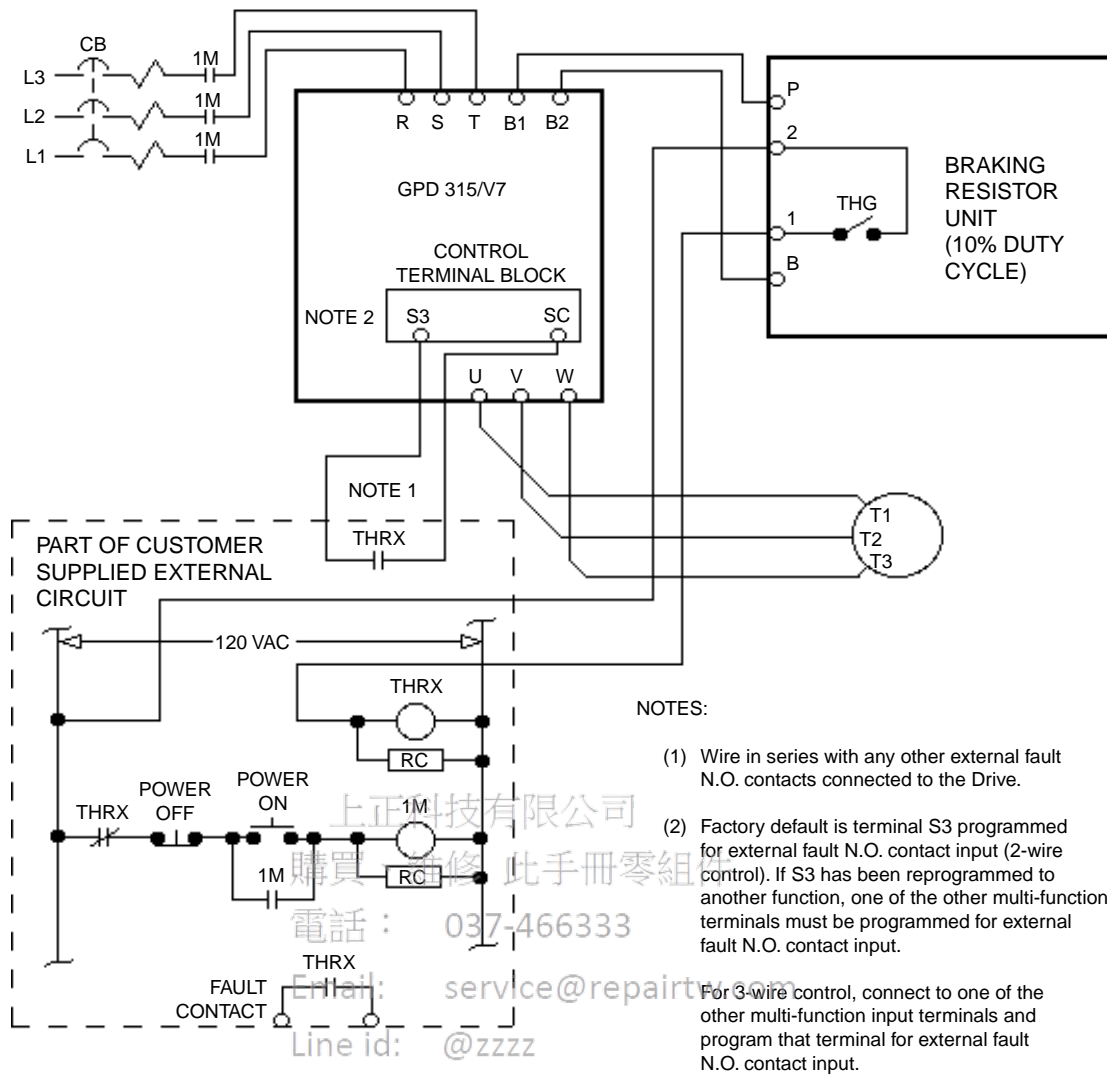 CB
1M
L3
1M
L2
1M
L1
R S T B1 B2
GPD 315/V7
CONTROL
TERMINAL BLOCK
NOTE 2
S3 SC
U V W
P
2
THG
1
B
BRAKING
RESISTOR
UNIT
(10% DUTY
CYCLE)
NOTE 1
THRX
T1
T2
T3
PART OF CUSTOMER
SUPPLIED EXTERNAL
CIRCUIT
120 VAC
THRX
RC
THRX
POWER
OFF
POWER
ON
1M
1M
RC
THRX
FAULT
CONTACT
NOTES:
(1) Wire in series with any other external fault
N.O. contacts connected to the Drive.
(2) Factory default is terminal S3 programmed
for external fault N.O. contact input (2-wire
control). If S3 has been reprogrammed to
another function, one of the other multi-function
terminals must be programmed for external
fault N.O. contact input.
For 3-wire control, connect to one of the
other multi-function input terminals and
program that terminal for external fault
N.O. contact input.
上正科技有限公司
購買、維修 此手冊零組件
電話： 037-466333
Email: service@repairtw.com
Line id: @zzzz